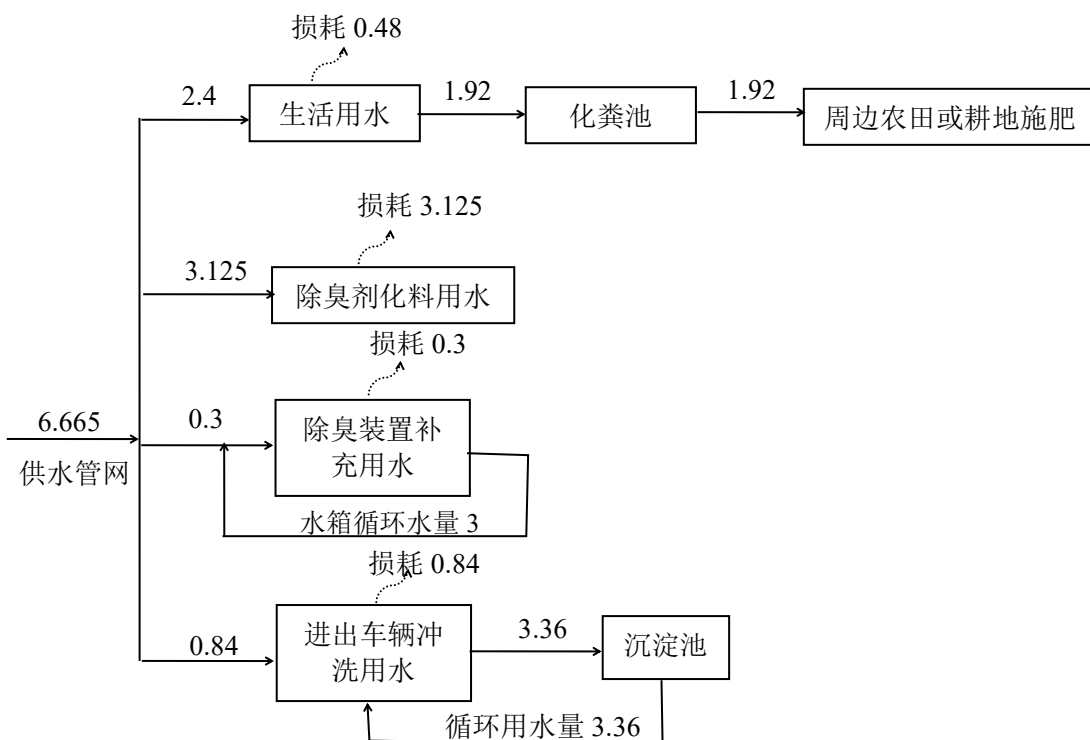 损耗 0.48
2.4
生活用水
1.92
化粪池
1.92
周边农田或耕地施肥
损耗 3.125
3.125
除臭剂化料用水
损耗 0.3
6.665
供水管网
0.3
除臭装置补
充用水
水箱循环水量 3
损耗 0.84
0.84
进出车辆冲
洗用水
3.36
沉淀池
循环用水量 3.36